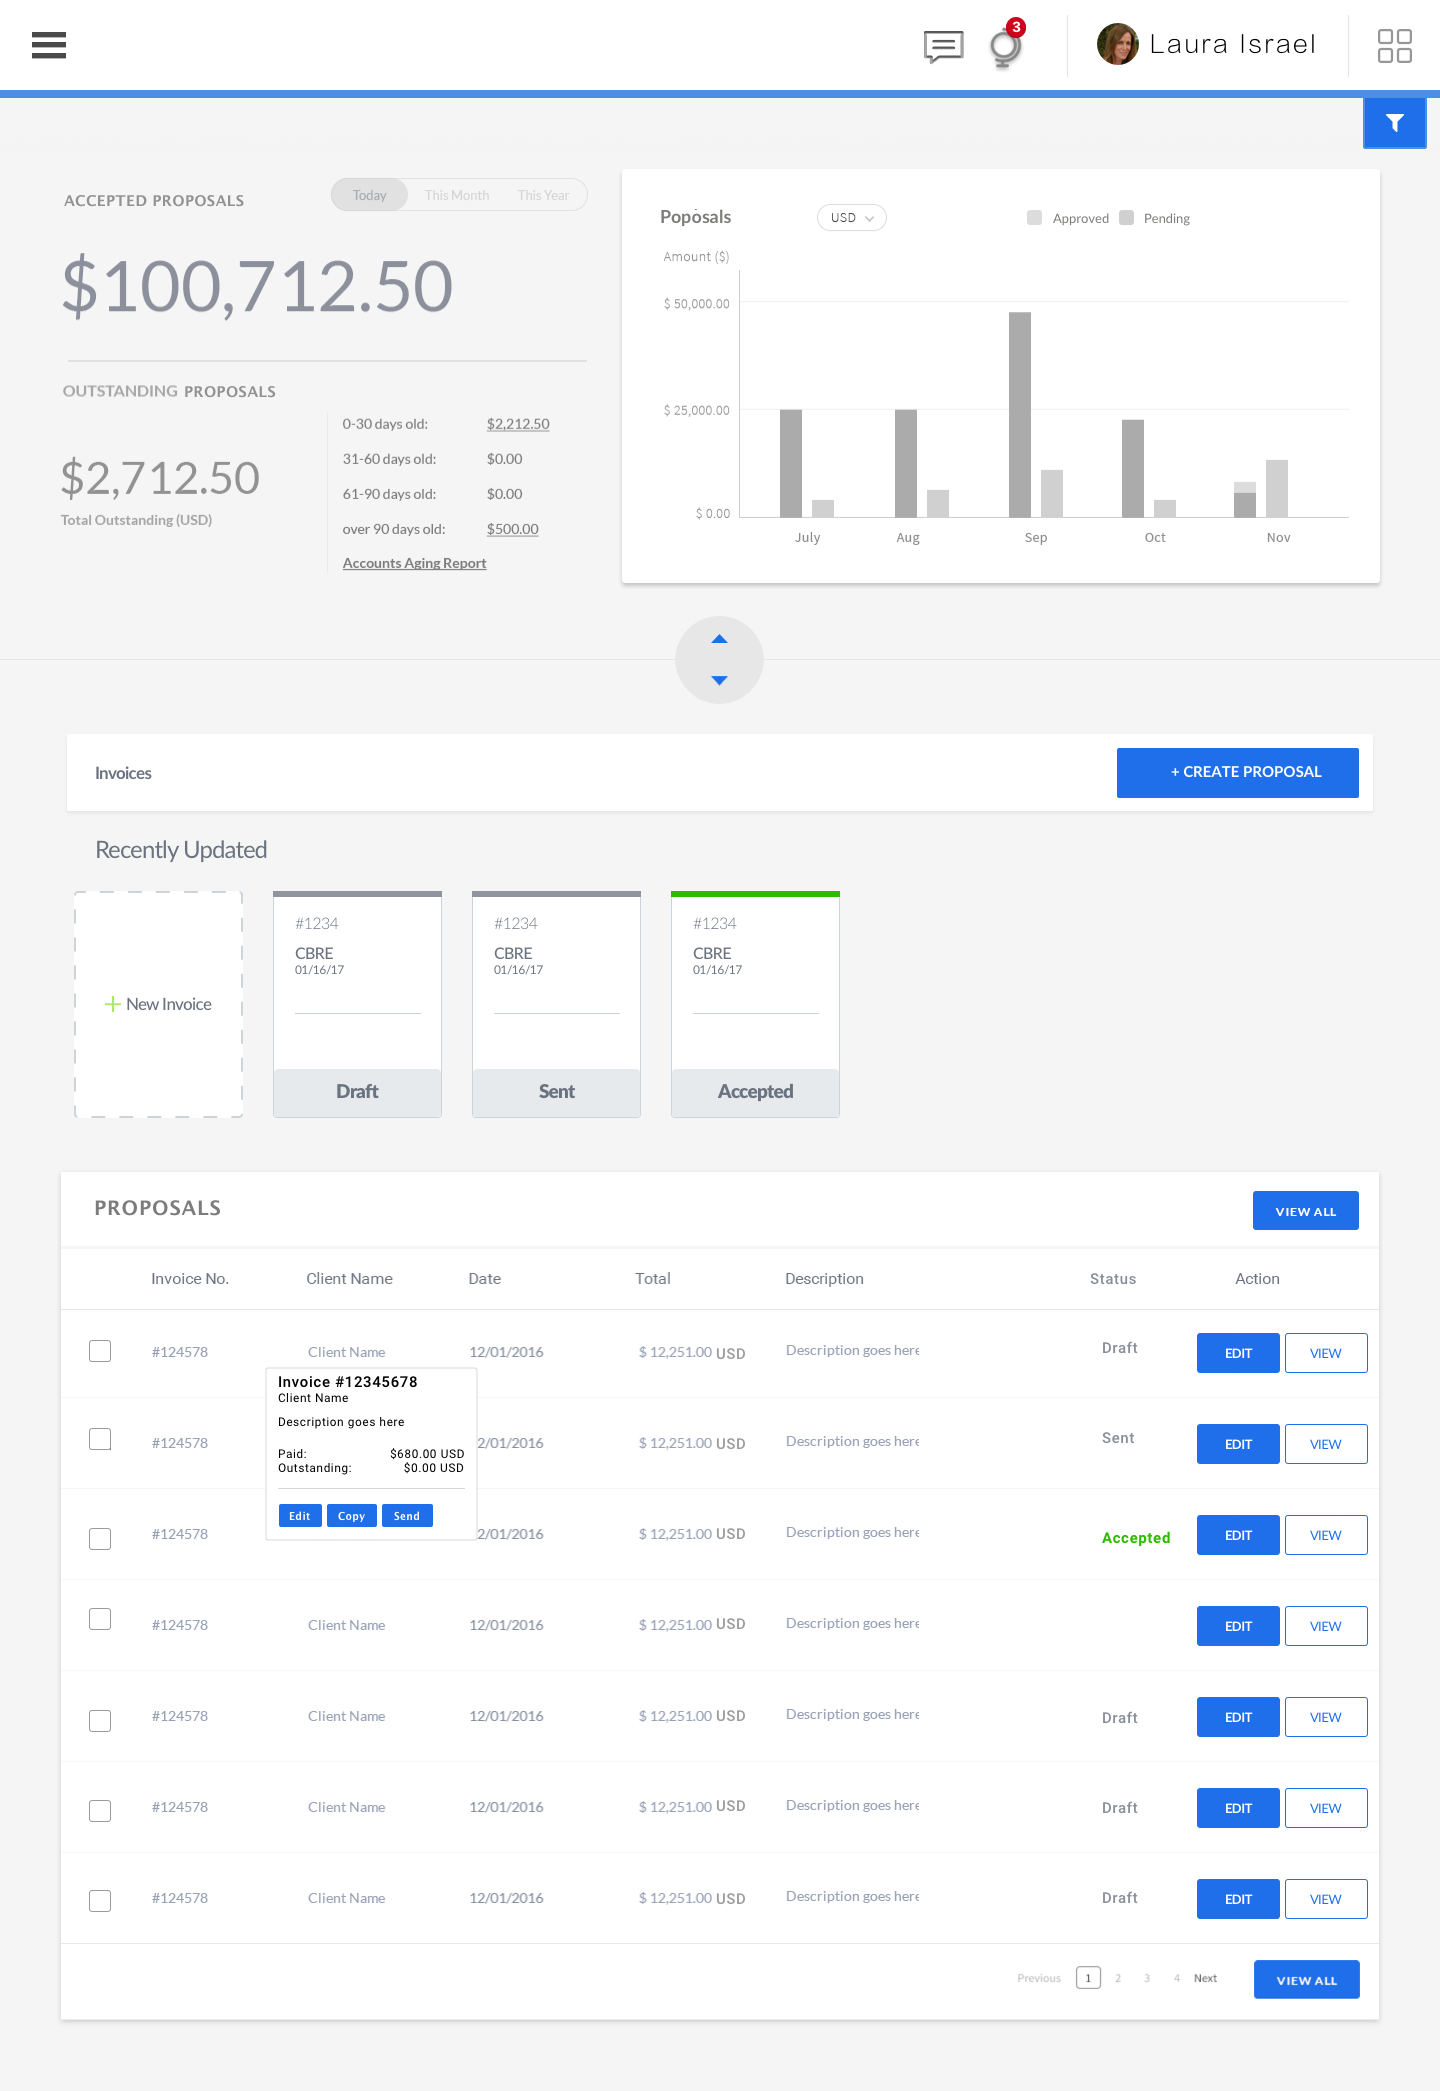 3
Laura Israel
ACCEPTED PROPOSALS
Today This Month This Year
$100,712.50
OUTSTANDING PROPOSALS
$2,712.50
Total Outstanding (USD)
0-30 days old: $2,212.50
31-60 days old: $0.00
61-90 days old: $0.00
over 90 days old: $500.00
Accounts Aging Report
Poposals
USD
Approved Pending
Amount ($)
$ 50,000.00
$ 25,000.00
$ 0.00
July Aug Sep Oct Nov
Invoices
+ CREATE PROPOSAL
Recently Updated
New Invoice
#1234
CBRE
01/16/17
Draft
#1234
CBRE
01/16/17
Sent
#1234
CBRE
01/16/17
Accepted
PROPOSALS
VIEW ALL
Invoice No. Client Name Date Total Description Status Action
#124578 Client Name 12/01/2016 $ 12,251.00 USD Description goes here Draft EDIT VIEW
#124578 2/01/2016 $ 12,251.00 USD Description goes here Sent EDIT VIEW
#124578 2/01/2016 $ 12,251.00 USD Description goes here Accepted EDIT VIEW
Invoice #12345678
Client Name
Description goes here
Paid: $680.00 USD
Outstanding: $0.00 USD
Edit Copy Send
#124578 Client Name 12/01/2016 $ 12,251.00 USD Description goes here EDIT VIEW
#124578 Client Name 12/01/2016 $ 12,251.00 USD Description goes here Draft EDIT VIEW
#124578 Client Name 12/01/2016 $ 12,251.00 USD Description goes here Draft EDIT VIEW
#124578 Client Name 12/01/2016 $ 12,251.00 USD Description goes here Draft EDIT VIEW
Previous 1 2 3 4 Next
VIEW ALL